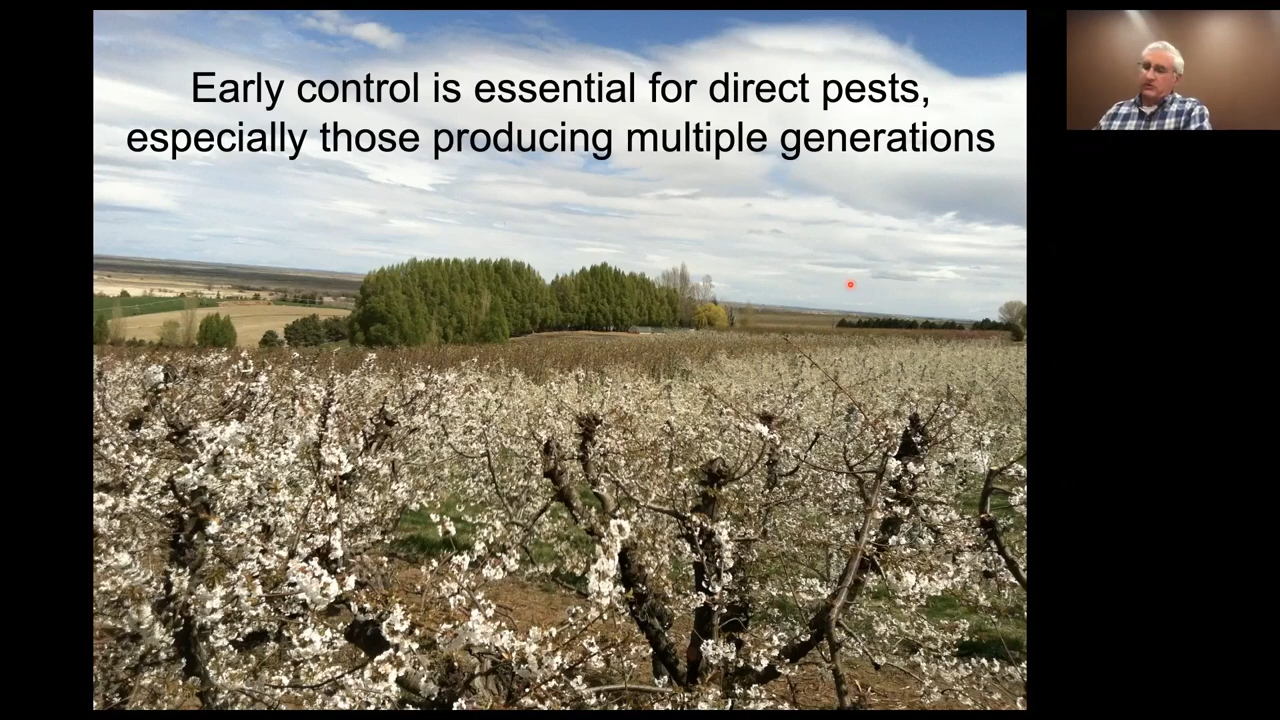 Early control is essential for direct pests,
especially those producing multiple generations